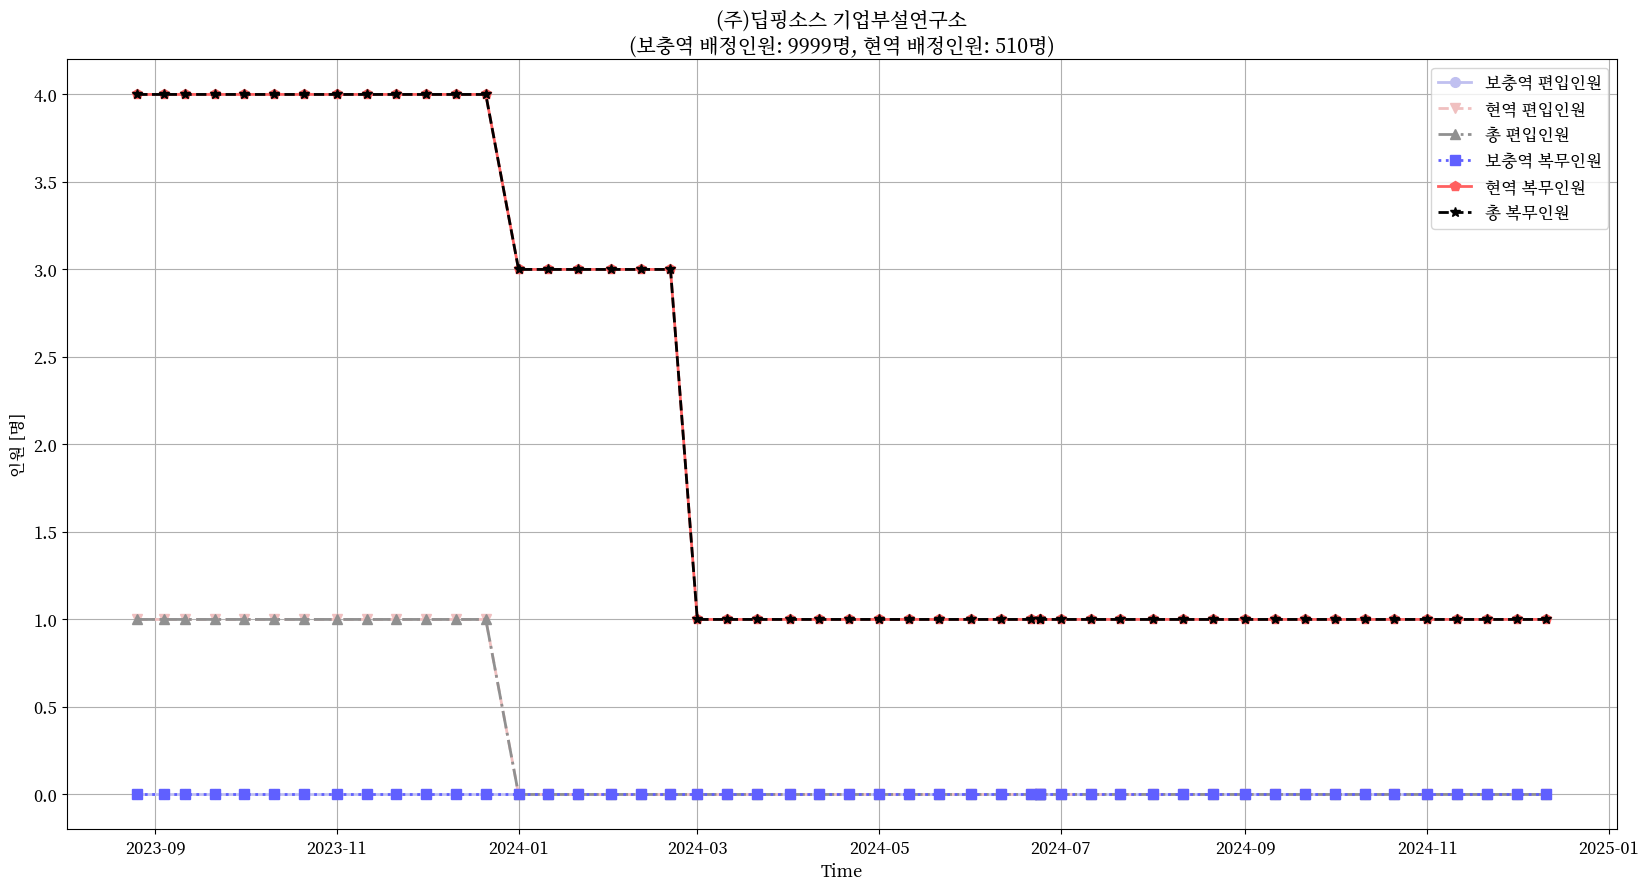 (주)딥핑소스 기업부설연구소
(보충역 배정인원: 9999명, 현역 배정인원: 510명)
보충역 편입인원
현역 편입인원
총 편입인원
보충역 복무인원
현역 복무인원
총 복무인원
인원 [명]
4.0
3.5
3.0
2.5
2.0
1.5
1.0
0.5
0.0
2023-09 2023-11 2024-01 2024-03 2024-05 2024-07 2024-09 2024-11 2025-01
Time